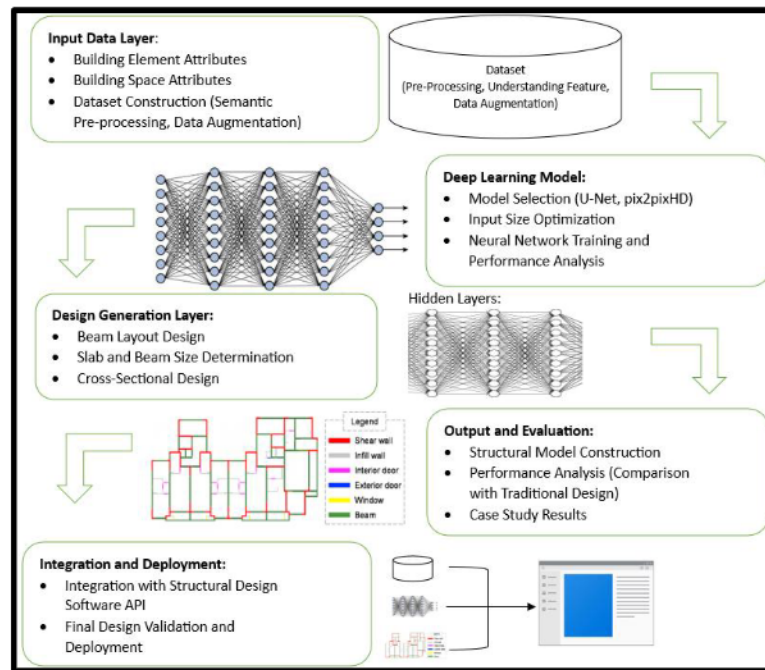 Input Data Layer:
• Building Element Attributes
• Building Space Attributes
• Dataset Construction (Semantic
Pre-processing, Data Augmentation)
Dataset
(Pre-Processing, Understanding Feature,
Data Augmentation)
Deep Learning Model:
• Model Selection (U-Net, pix2pixHD)
• Input Size Optimization
• Neural Network Training and
Performance Analysis
Design Generation Layer:
• Beam Layout Design
• Slab and Beam Size Determination
• Cross-Sectional Design
Hidden Layers:
Legend
Shear wall
Infill wall
Interior door
Exterior door
Window
Beam
Output and Evaluation:
• Structural Model Construction
• Performance Analysis (Comparison
with Traditional Design)
• Case Study Results
Integration and Deployment:
• Integration with Structural Design
Software API
• Final Design Validation and
Deployment